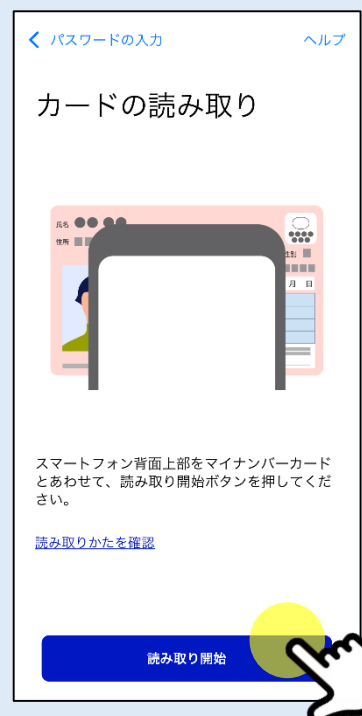 パスワードの入力
ヘルプ
カードの読み取り
氏名
住所
性別
月 日
スマートフォン背面上部をマイナンバーカード
とあわせて、読み取り開始ボタンを押してくだ
さい。
読み取りかたを確認
読み取り開始